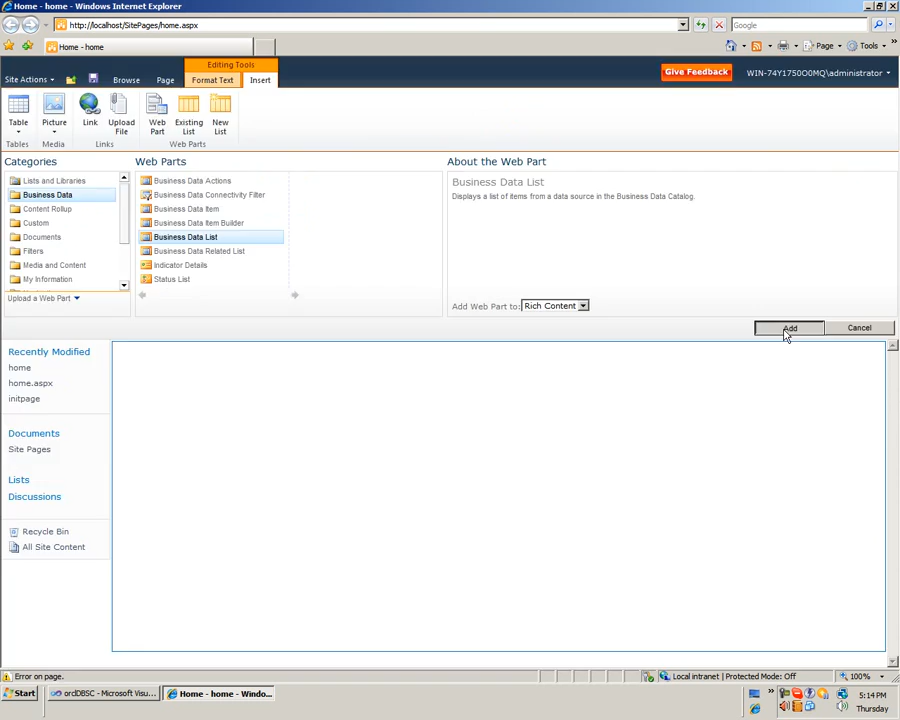 Home - home - Windows Internet Explorer
http://localhost/SitePages/home.aspx
Google
Home - home
Page
Tools
Editing Tools
Site Actions
Browse
Page
Format Text
Insert
Give Feedback
WIN-74Y1750O0MQ\administrator
Table
Picture
Link
Upload File
Web Part
Existing List
New List
Tables
Media
Links
Web Parts
Categories
Web Parts
About the Web Part
Lists and Libraries
Business Data
Content Rollup
Custom
Documents
Filters
Media and Content
My Information
Upload a Web Part
Business Data Actions
Business Data Connectivity Filter
Business Data Item
Business Data Item Builder
Business Data List
Business Data Related List
Indicator Details
Status List
Business Data List
Displays a list of items from a data source in the Business Data Catalog.
Add Web Part to:
Rich Content
Add
Cancel
Recently Modified
home
home.aspx
initpage
Documents
Site Pages
Lists
Discussions
Recycle Bin
All Site Content
Error on page.
Local intranet | Protected Mode: Off
100%
Start
ordDBSC - Microsoft Visu...
Home - home - Windo...
5:14 PM
Thursday